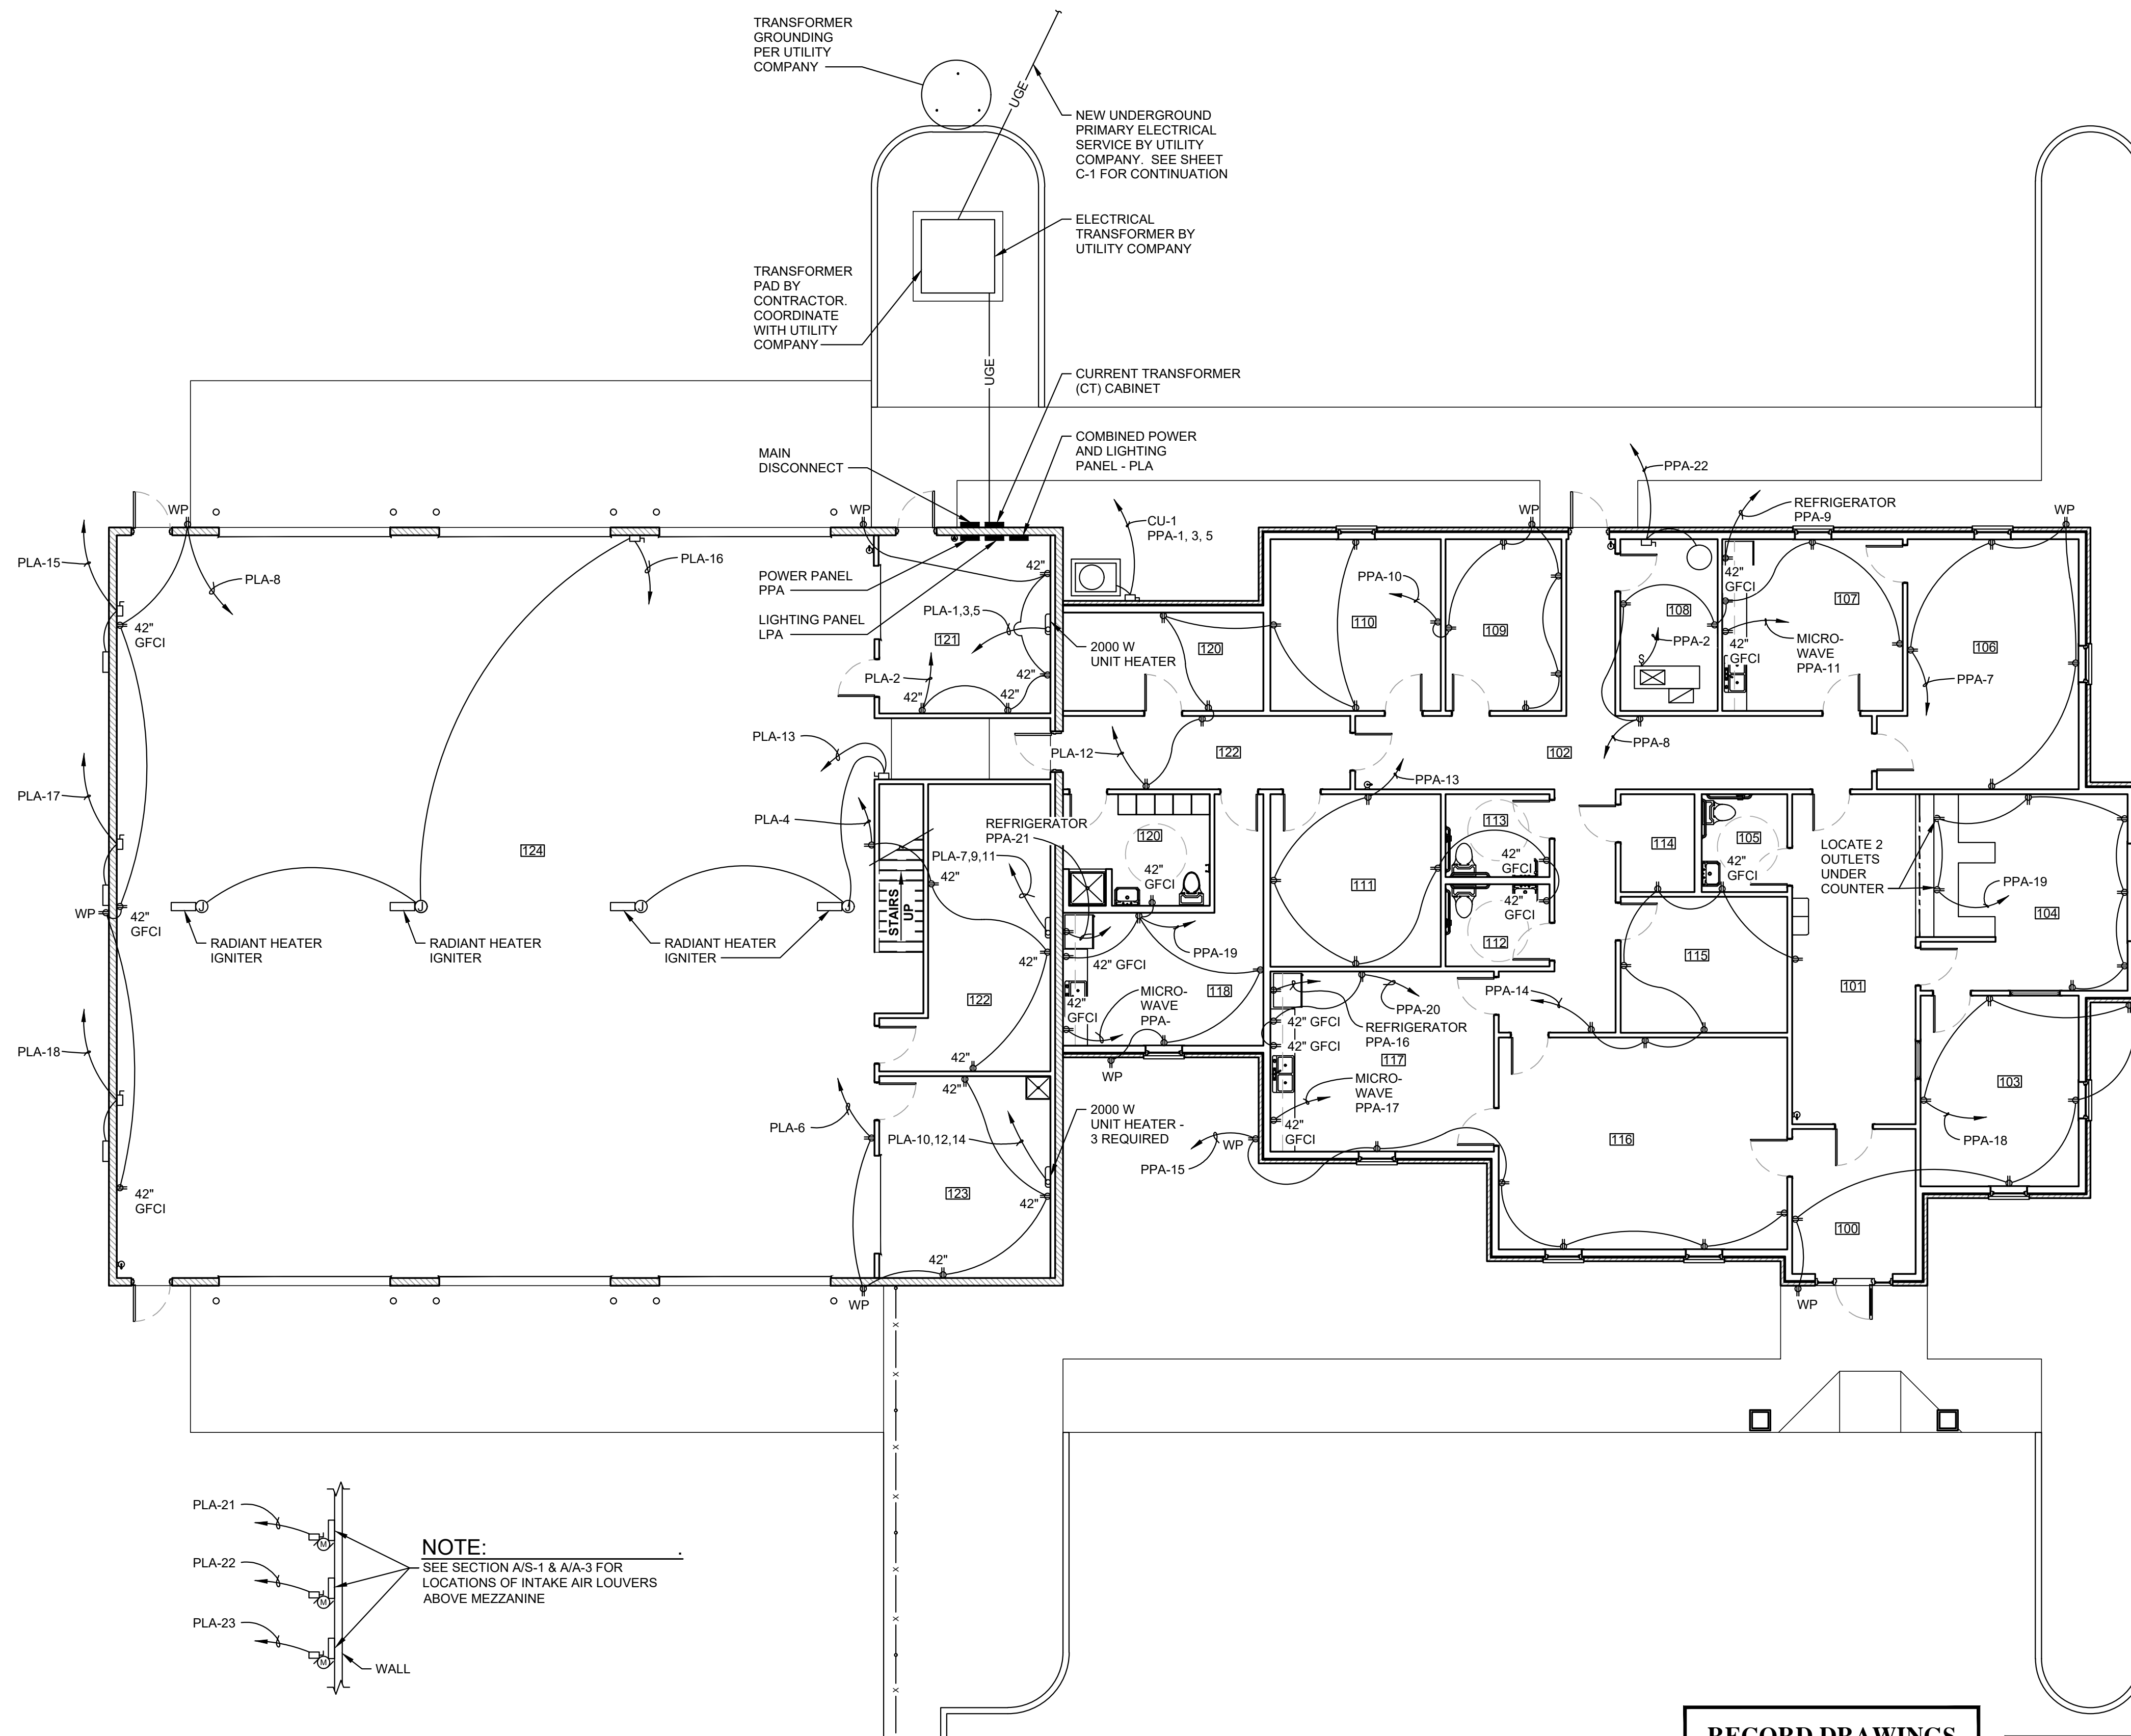 TRANSFORMER
GROUNDING
PER UTILITY
COMPANY
UGE
NEW UNDERGROUND
PRIMARY ELECTRICAL
SERVICE BY UTILITY
COMPANY. SEE SHEET
C-1 FOR CONTINUATION
ELECTRICAL
TRANSFORMER BY
UTILITY COMPANY
TRANSFORMER
PAD BY
CONTRACTOR.
COORDINATE
WITH UTILITY
COMPANY
UGE
CURRENT TRANSFORMER
(CT) CABINET
COMBINED POWER
AND LIGHTING
PANEL - PLA
MAIN
DISCONNECT
PPA-22
REFRIGERATOR
PPA-9
WP
WP
WP
WP
CU-1
PPA-1, 3, 5
PLA-15
PLA-8
PLA-16
POWER PANEL
PPA
LIGHTING PANEL
LPA
42"
PLA-1,3,5
121
PLA-2
42"
42"
42"
2000 W
UNIT HEATER
42"
GFCI
120
110
PPA-10
109
108
PPA-2
S
42"
GFCI
42"
GFCI
107
MICRO-
WAVE
PPA-11
106
PPA-7
PLA-13
PLA-12
122
102
PPA-8
PPA-13
PLA-17
124
PLA-4
REFRIGERATOR
PPA-21
PLA-7,9,11
42"
STAIRS
UP
120
42"
GFCI
113
42"
GFCI
42"
GFCI
112
111
114
105
42"
GFCI
LOCATE 2
OUTLETS
UNDER
COUNTER
PPA-19
104
WP
42"
GFCI
J
J
J
J
RADIANT HEATER
IGNITER
RADIANT HEATER
IGNITER
RADIANT HEATER
IGNITER
42"
42" GFCI
PPA-19
122
42"
GFCI
MICRO-
WAVE
PPA-
118
PPA-14
115
101
PPA-20
42" GFCI
REFRIGERATOR
PPA-16
42" GFCI
117
MICRO-
WAVE
PPA-17
42"
GFCI
PLA-18
42"
42"
WP
PLA-6
PLA-10,12,14
2000 W
UNIT HEATER -
3 REQUIRED
WP
PPA-15
116
103
PPA-18
42"
GFCI
123
42"
42"
100
WP
WP
X
X
X
X
X
X
X
PLA-21
M
PLA-22
M
PLA-23
M
WALL
NOTE:
SEE SECTION A/S-1 & A/A-3 FOR
LOCATIONS OF INTAKE AIR LOUVERS
ABOVE MEZZANINE
RECORD DRAWINGS